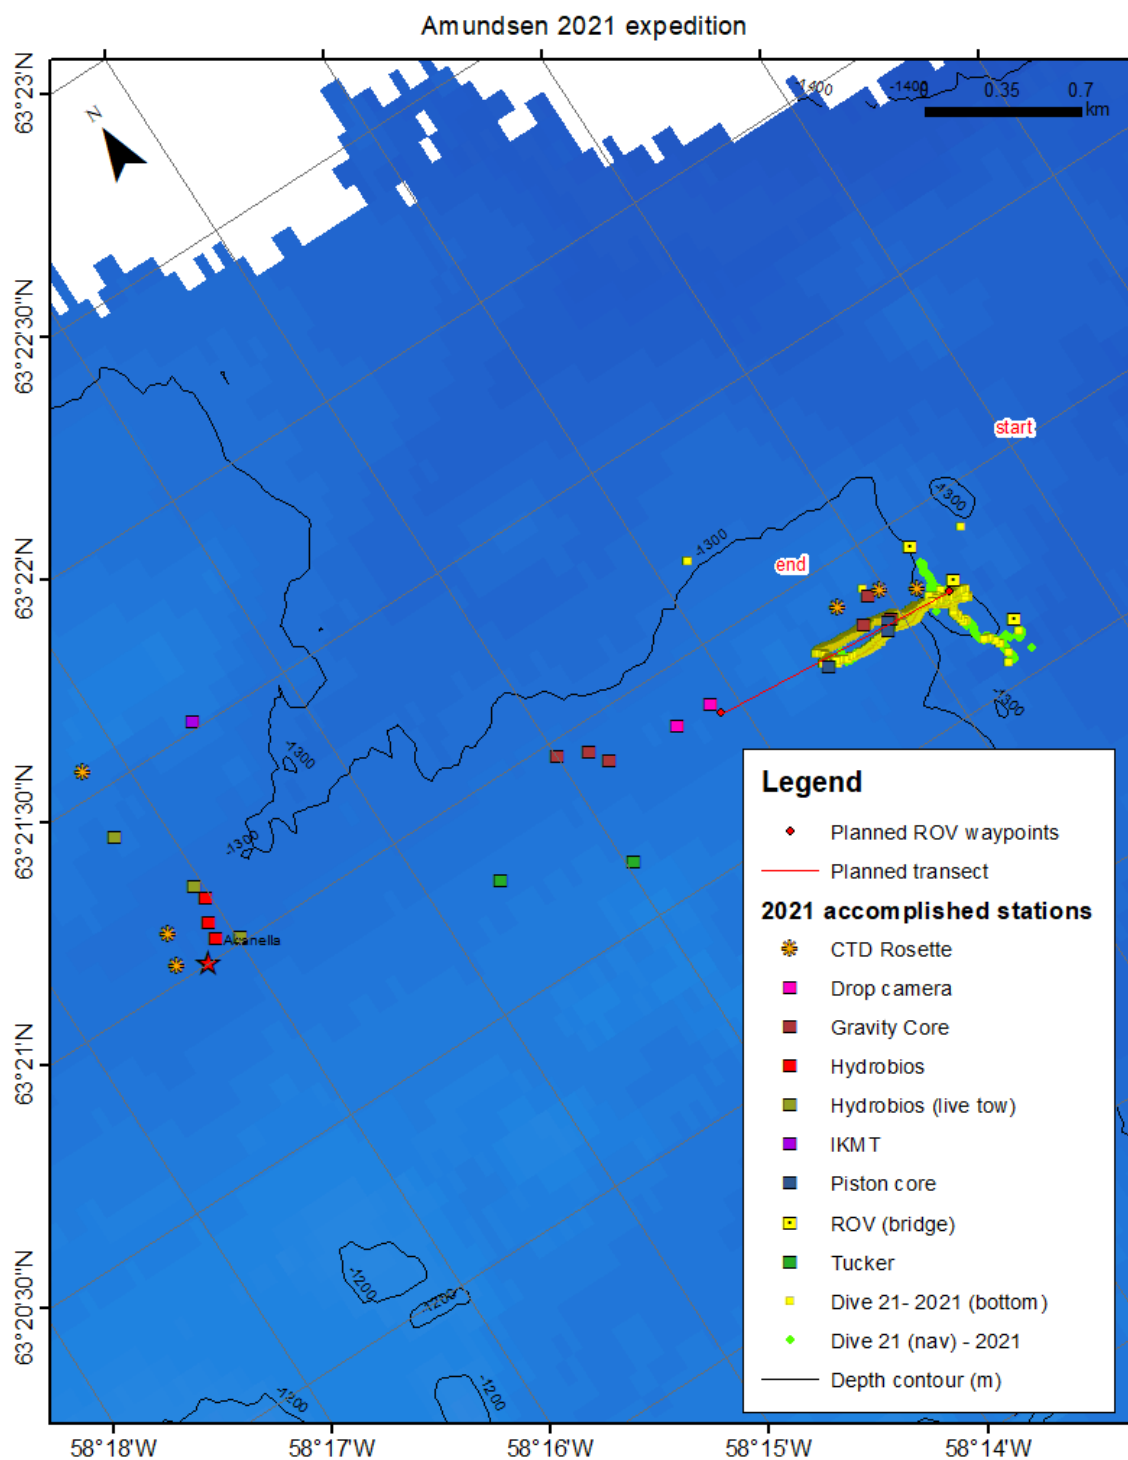 Amundsen 2021 expedition
N
0 0.35 0.7
km
-1400
-1400
63°23'N
63°22'30"N
63°22'N
63°21'30"N
63°21'N
63°20'30"N
start
-1300
-1300
end
-1300
-1300
-1300
Acanella
-1200
-1200
-1200
-1200
Legend
Planned ROV waypoints
Planned transect
2021 accomplished stations
CTD Rosette
Drop camera
Gravity Core
Hydrobios
Hydrobios (live tow)
IKMT
Piston core
ROV (bridge)
Tucker
Dive 21- 2021 (bottom)
Dive 21 (nav) - 2021
Depth contour (m)
58°18'W
58°17'W
58°16'W
58°15'W
58°14'W